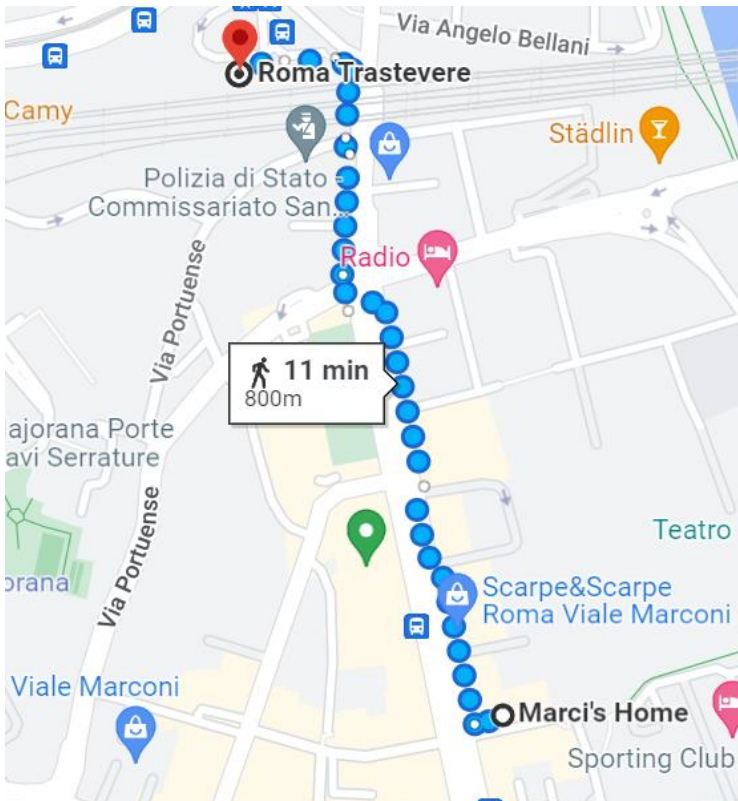 Via Angelo Bellani
Roma Trastevere
Camy
Städlin
Polizia di Stato -
Commissariato San...
Radio
Via Portuense
11 min
800m
ajorana Porte
avi Serrature
Via Portuense
Teatro
orana
Scarpe&Scarpe
Roma Viale Marconi
Viale Marconi
Marci's Home
Sporting Club